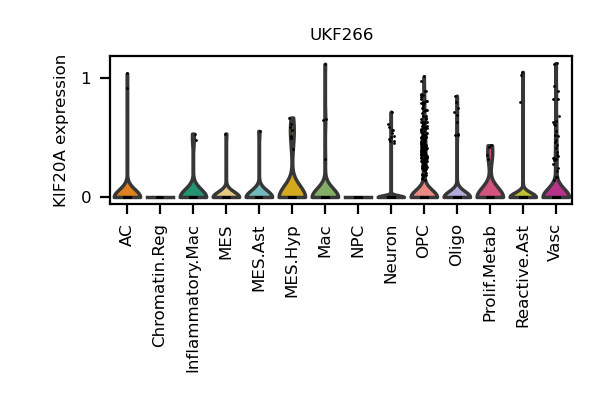 UKF266
KIF20A expression
1
0
AC
Chromatin.Reg
Inflammatory.Mac
MES
MES.Ast
MES.Hyp
Mac
NPC
Neuron
OPC
Oligo
Prolif.Metab
Reactive.Ast
Vasc